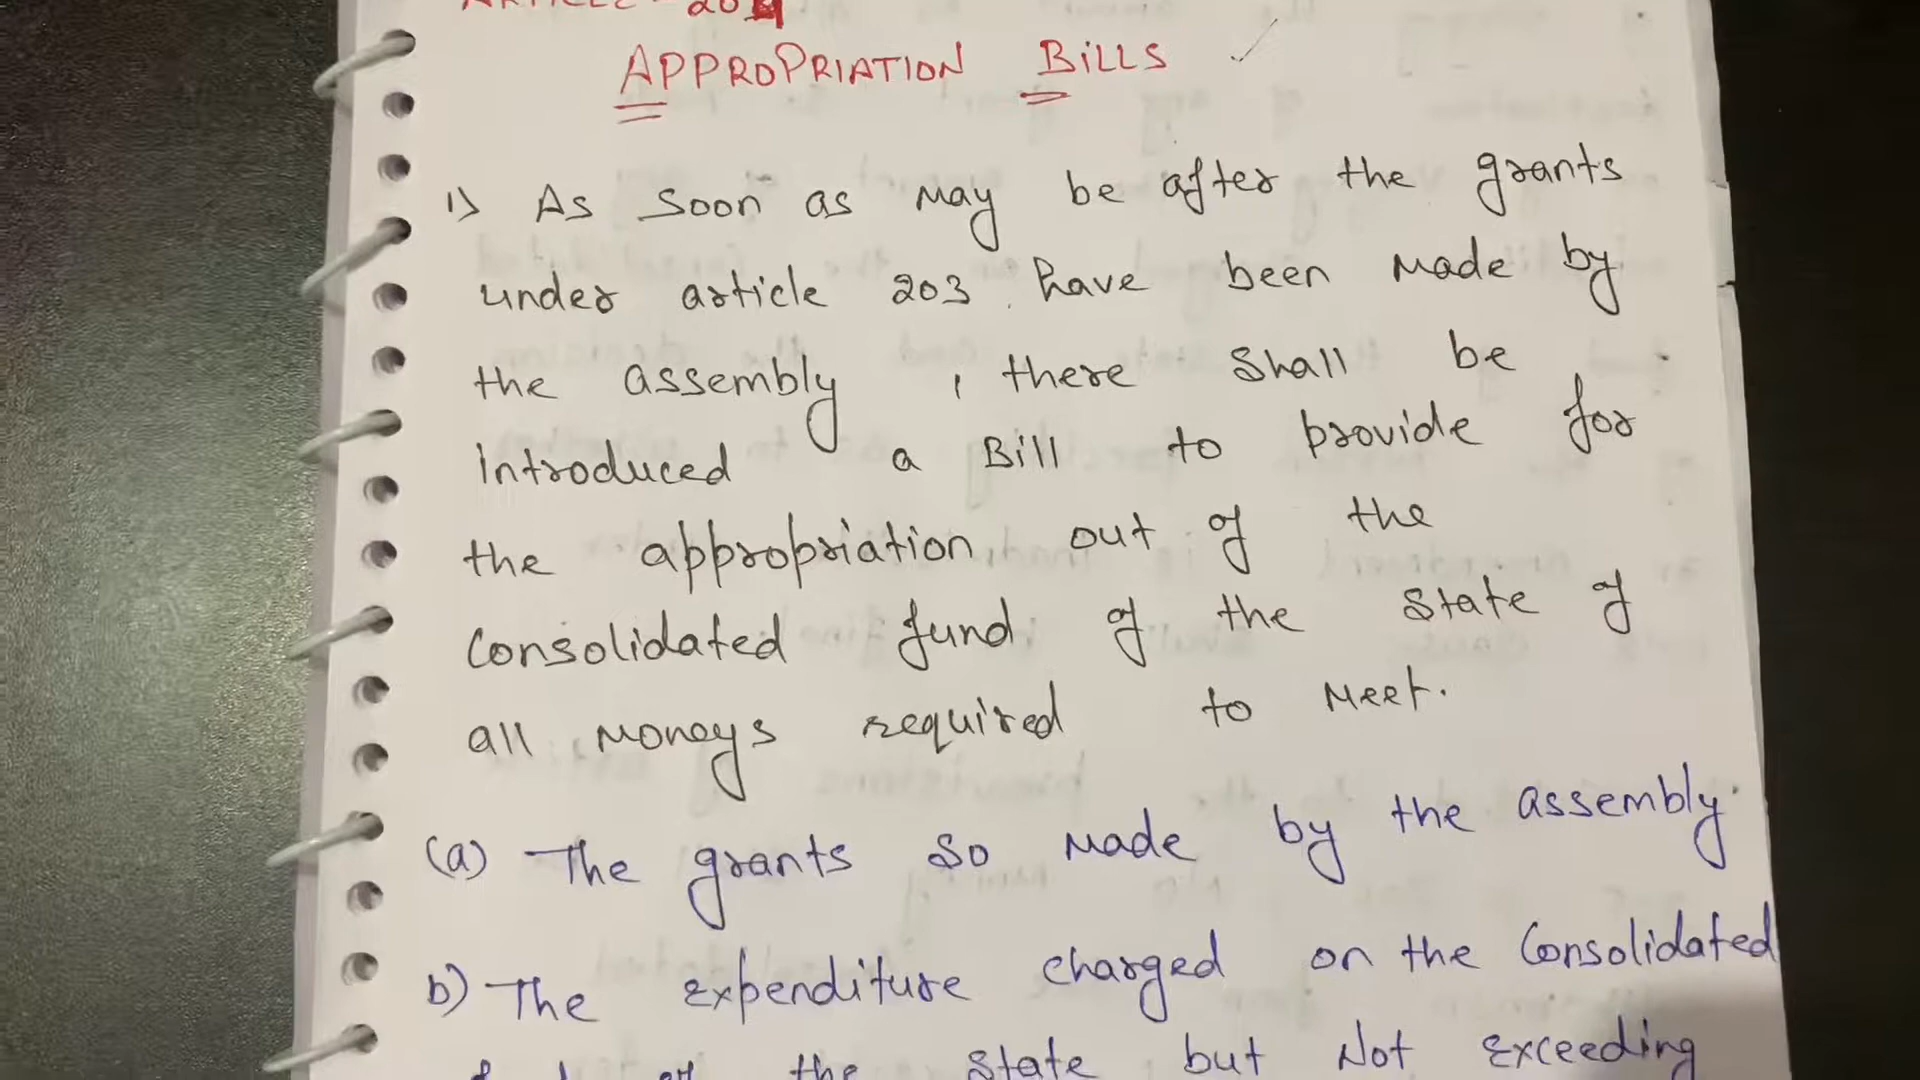 ARTICLE - 204
APPROPRIATION BILLS
1) As soon as may be after the grants
under article 203 have been made by
the assembly, there shall be
introduced a Bill to provide for
the appropriation out of the
Consolidated fund of the state of
all moneys required to meet.
(a) The grants so made by the assembly
b) The expenditure charged on the Consolidated
the state but not exceeding